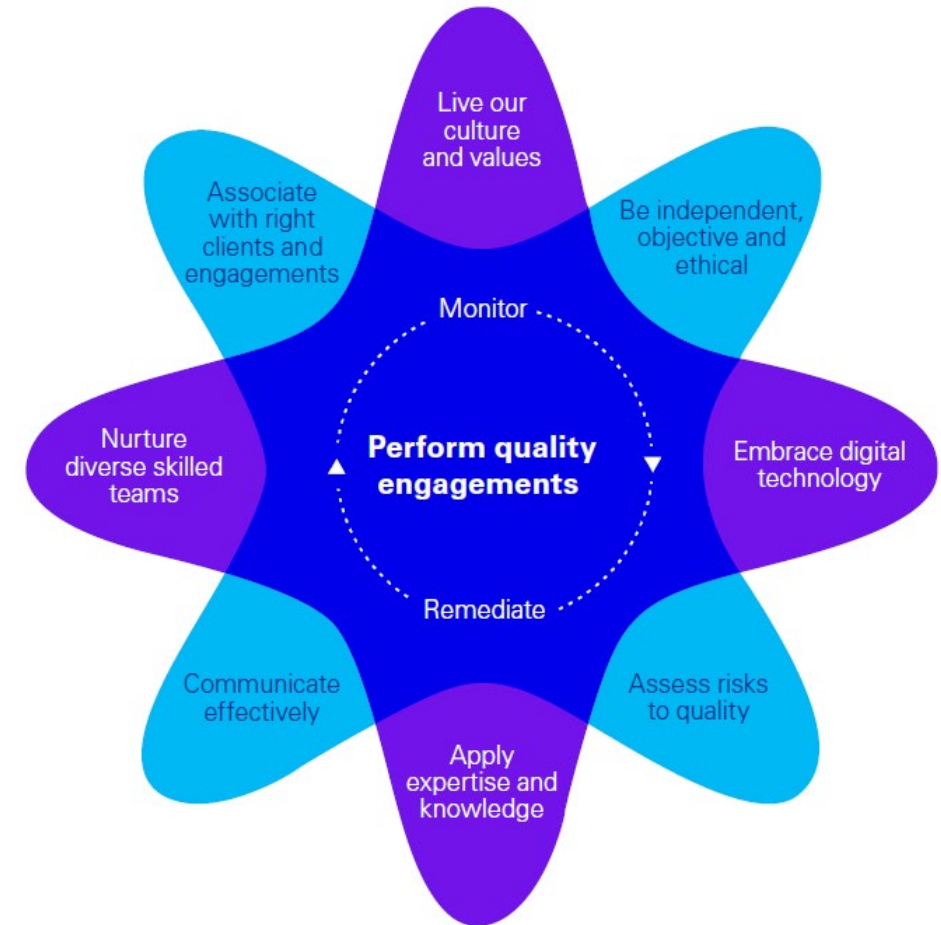 Live our
culture
and values
Associate
with right
clients and
engagements
Be independent,
objective and
ethical
Monitor
Nurture
diverse skilled
teams
Perform quality
engagements
Embrace digital
technology
Remediate
Communicate
effectively
Assess risks
to quality
Apply
expertise and
knowledge